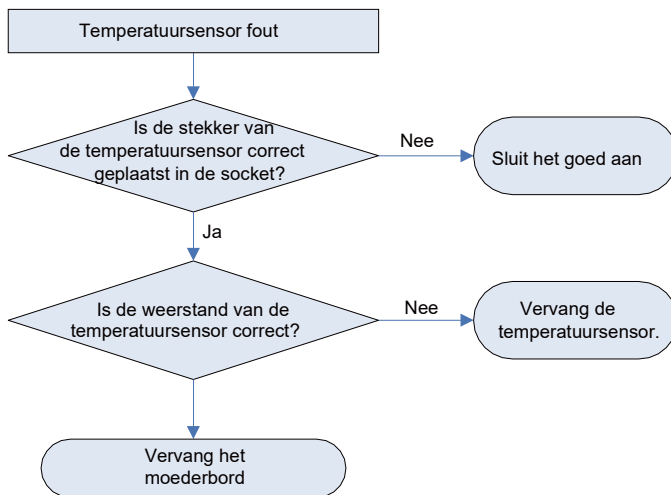 Temperatuursensor fout
Is de stekker van
de temperatuursensor correct
geplaatst in de socket?
Nee
Sluit het goed aan
Ja
Is de weerstand van de
temperatuursensor correct?
Nee
Vervang de
temperatuursensor.
Vervang het
moederbord